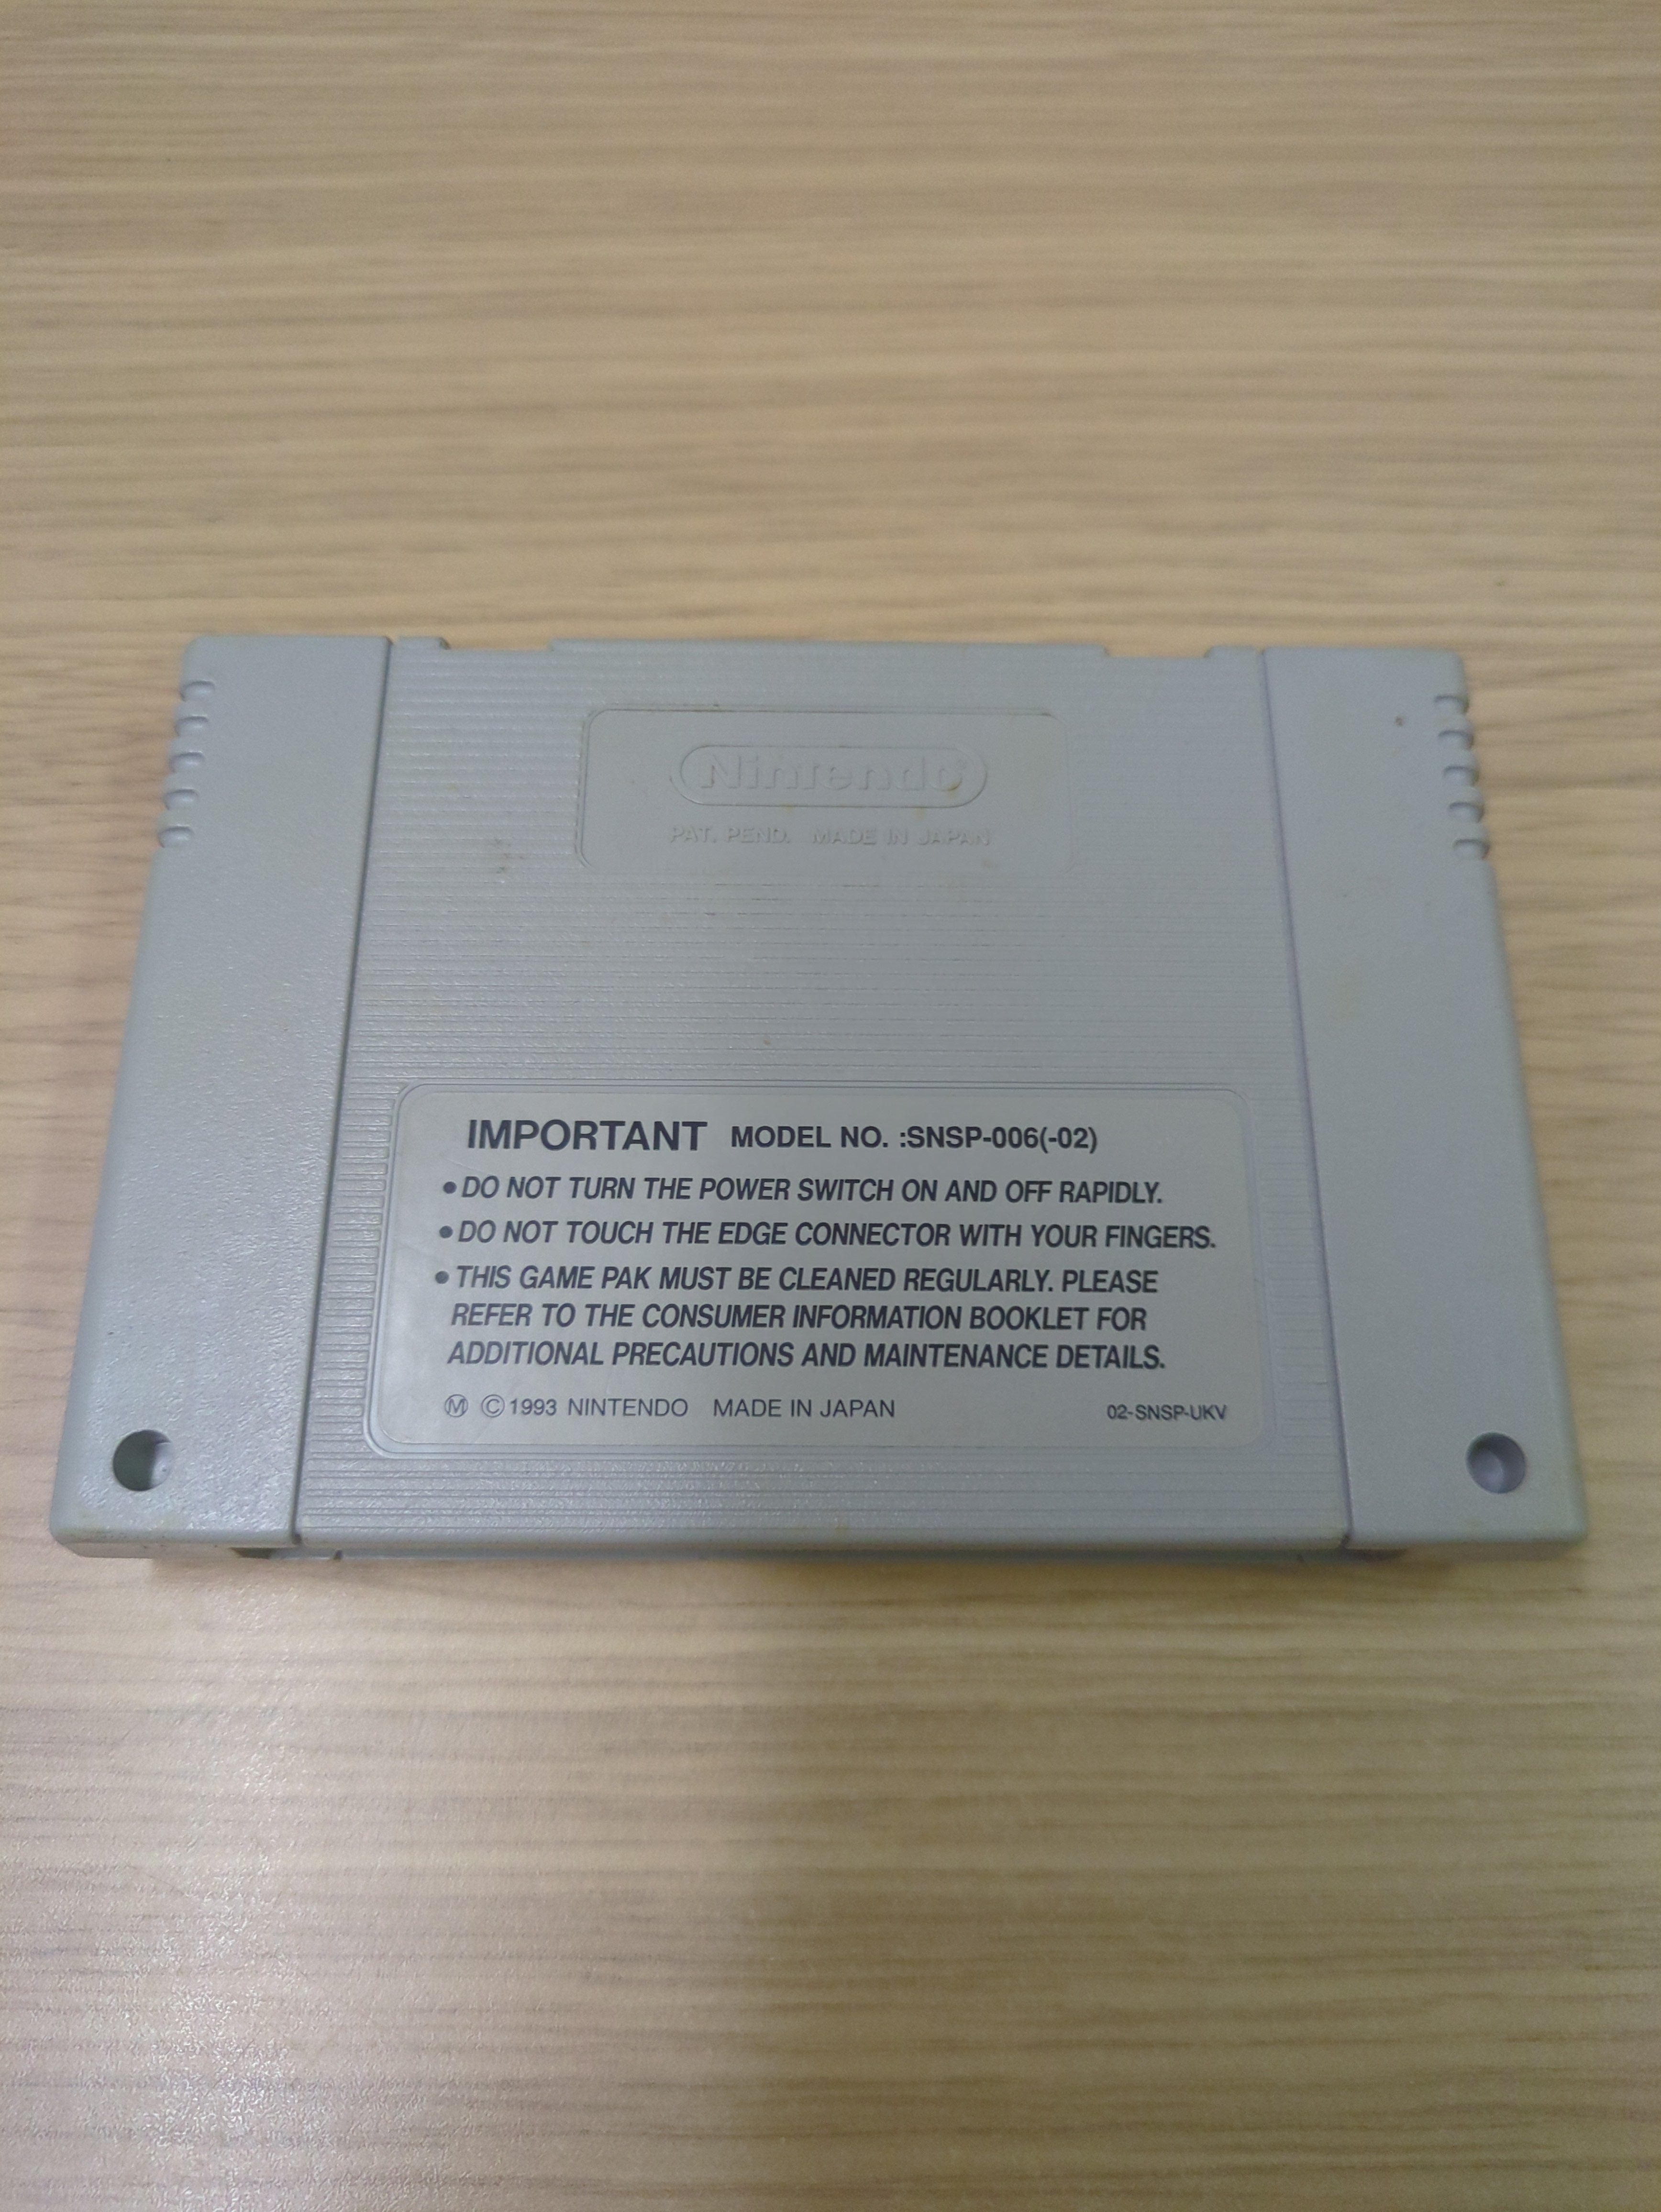 Nintendo
PAT. PEND. MADE IN JAPAN
IMPORTANT MODEL NO. :SNSP-006(-02)
•DO NOT TURN THE POWER SWITCH ON AND OFF RAPIDLY.
•DO NOT TOUCH THE EDGE CONNECTOR WITH YOUR FINGERS.
•THIS GAME PAK MUST BE CLEANED REGULARLY. PLEASE
REFER TO THE CONSUMER INFORMATION BOOKLET FOR
ADDITIONAL PRECAUTIONS AND MAINTENANCE DETAILS.
Ⓜ ©1993 NINTENDO MADE IN JAPAN 02-SNSP-UKV